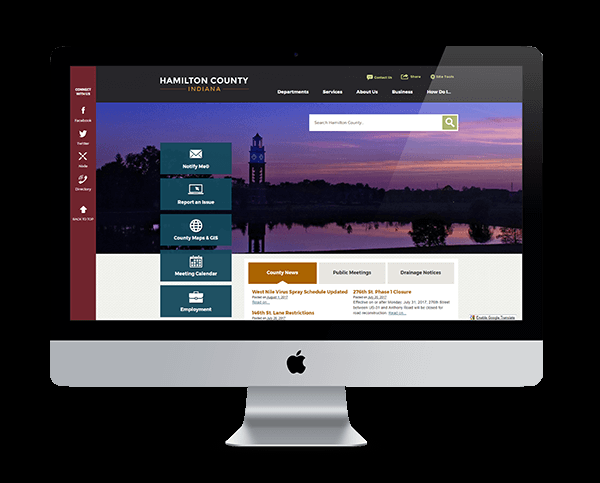 CONNECT
WITH US
Facebook
Twitter
Nixle
Directory
BACK TO TOP
HAMILTON COUNTY
INDIANA
Contact Us
Share
Site Tools
Departments
Services
About Us
Business
How Do I...
Search Hamilton County...
Notify Me®
Report an Issue
County Maps & GIS
Meeting Calendar
Employment
County News
Public Meetings
Drainage Notices
West Nile Virus Spray Schedule Updated
Posted on August 1, 2017
Read on...
146th St. Lane Restrictions
Posted on July 28, 2017
276th St. Phase 1 Closure
Posted on July 26, 2017
Effective on or after Monday, July 31, 2017, 276th Street
between US-31 and Anthony Road will be closed for
road reconstruction. Read on...
Enable Google Translate